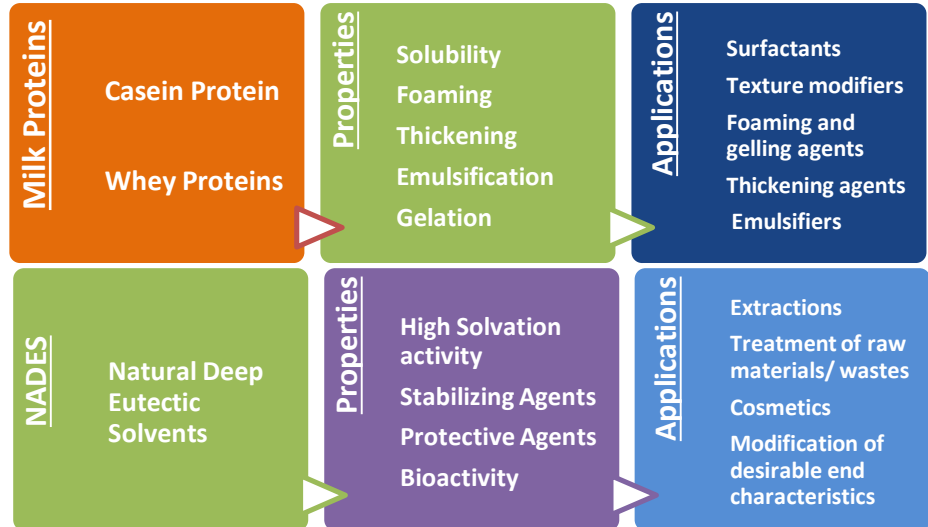 Milk Proteins
Casein Protein
Whey Proteins
Properties
Solubility
Foaming
Thickening
Emulsification
Gelation
Applications
Surfactants
Texture modifiers
Foaming and
gelling agents
Thickening agents
Emulsifiers
NADES
Natural Deep
Eutectic
Solvents
Properties
High Solvation
activity
Stabilizing Agents
Protective Agents
Bioactivity
Applications
Extractions
Treatment of raw
materials/ wastes
Cosmetics
Modification of
desirable end
characteristics